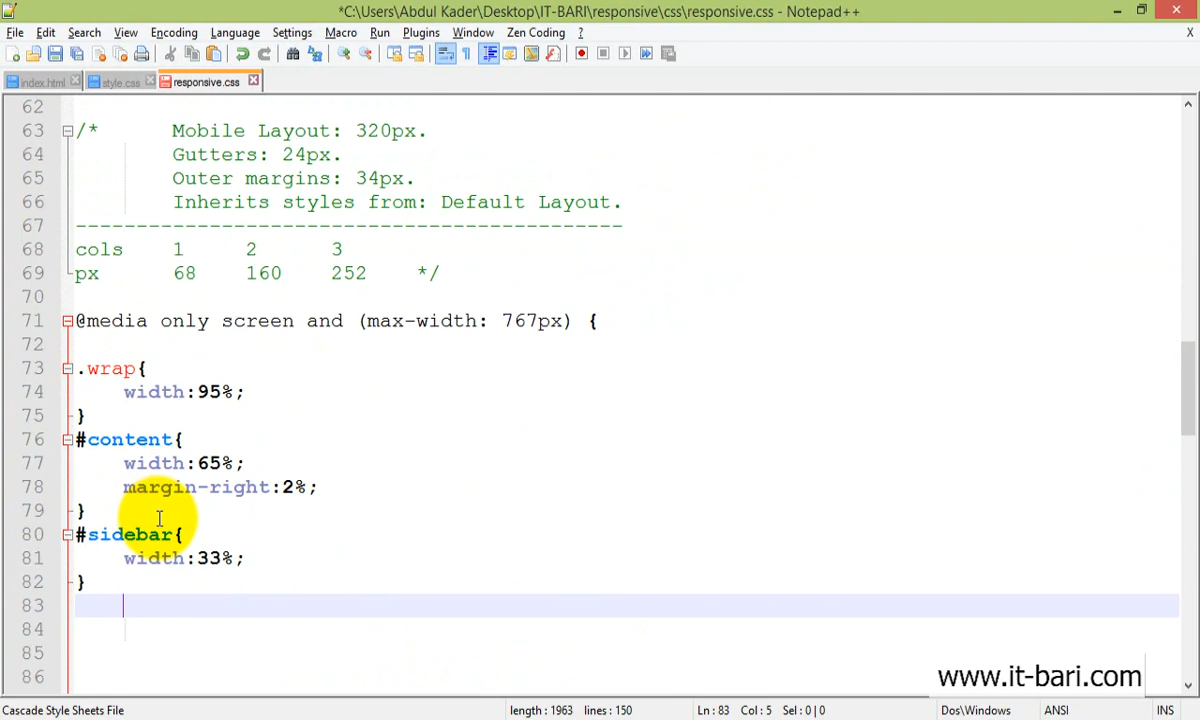 *C:\Users\Abdul Kader\Desktop\IT-BARI\responsive\css\responsive.css - Notepad++
File Edit Search View Encoding Language Settings Macro Run Plugins Window Zen Coding ? X
index.html style.css responsive.css
62
63 /* Mobile Layout: 320px.
64 Gutters: 24px.
65 Outer margins: 34px.
66 Inherits styles from: Default Layout.
67 ---------------------------------------------
68 cols 1 2 3
69 px 68 160 252 */
70
71 @media only screen and (max-width: 767px) {
72
73 .wrap{
74 width:95%;
75 }
76 #content{
77 width:65%;
78 margin-right:2%;
79 }
80 #sidebar{
81 width:33%;
82 }
83
84
85
86
www.it-bari.com
Cascade Style Sheets File length : 1963 lines : 150 Ln : 83 Col : 5 Sel : 0 | 0 Dos\Windows ANSI INS